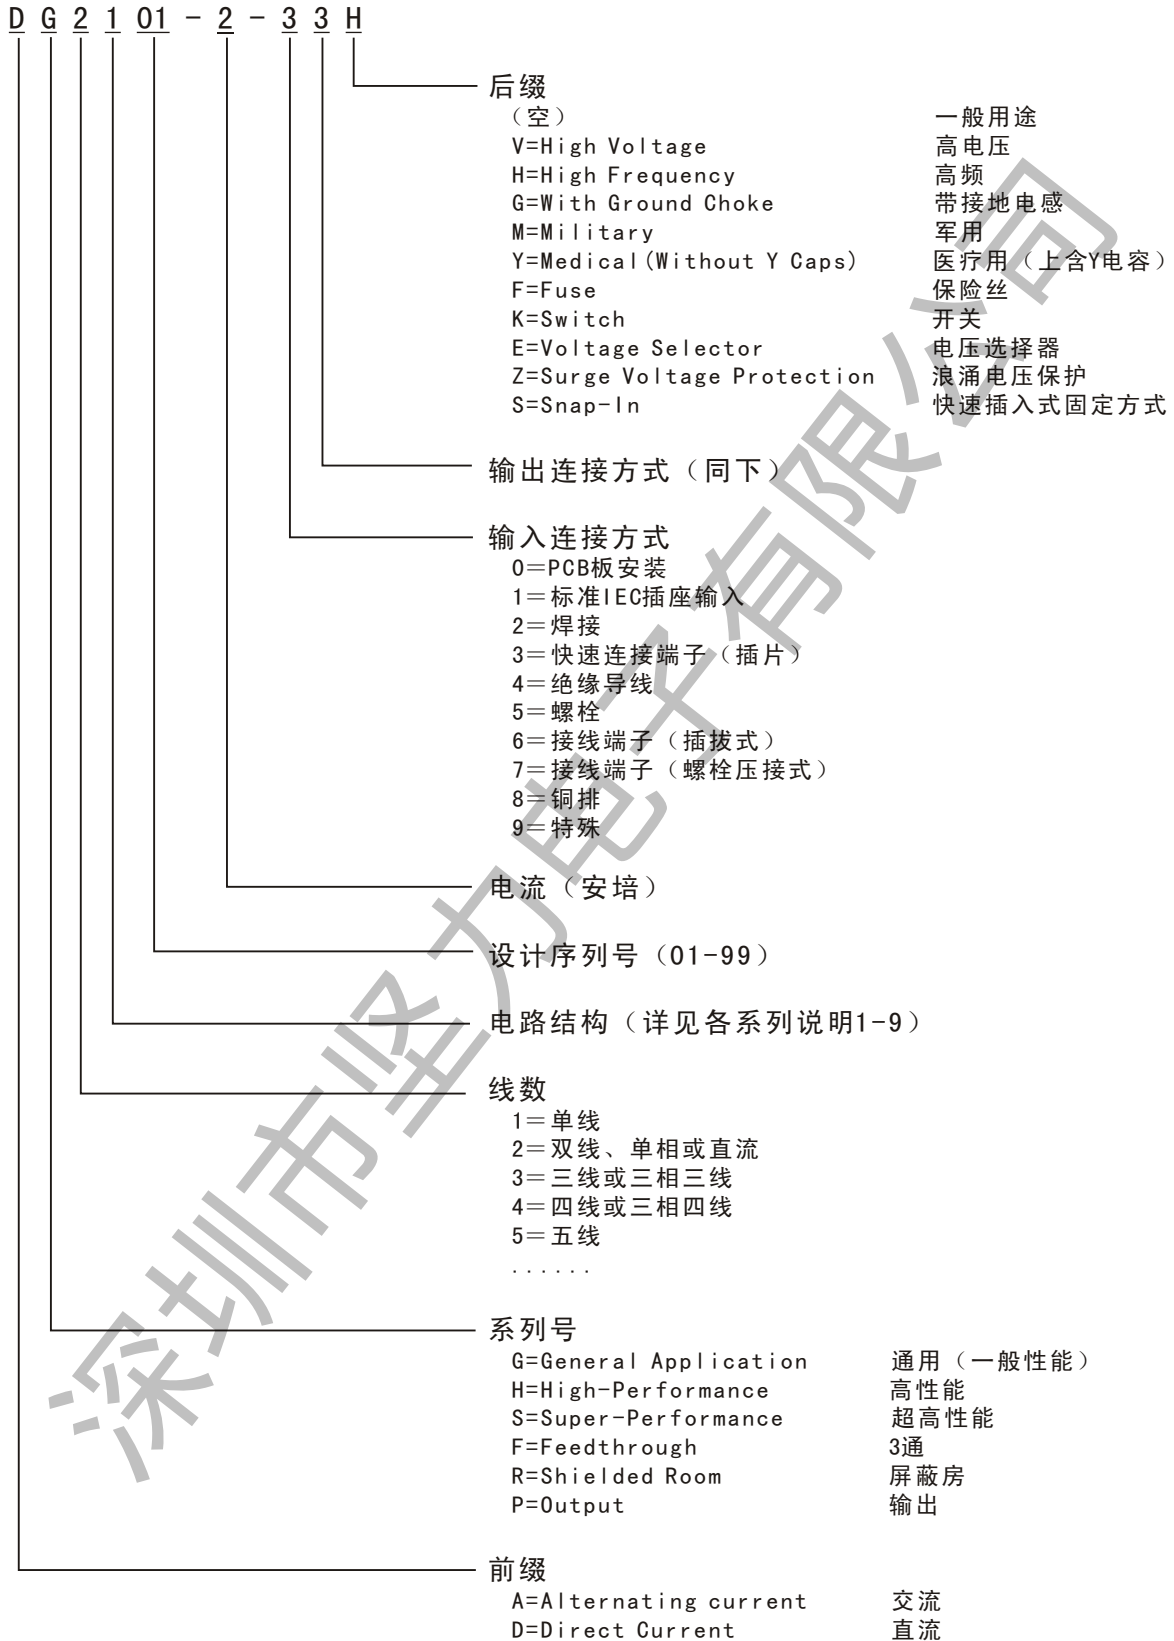 DG2101-2-33H
后缀
（空） 一般用途
V=High Voltage 高电压
H=High Frequency 高频
G=With Ground Choke 带接地电感
M=Military 军用
Y=Medical(Without Y Caps) 医疗用（上含Y电容）
F=Fuse 保险丝
K=Switch 开关
E=Voltage Selector 电压选择器
Z=Surge Voltage Protection 浪涌电压保护
S=Snap-In 快速插入式固定方式
输出连接方式（同下）
输入连接方式
0＝PCB板安装
1＝标准IEC插座输入
2＝焊接
3＝快速连接端子（插片）
4＝绝缘导线
5＝螺栓
6＝接线端子（插拔式）
7＝接线端子（螺栓压接式）
8＝铜排
9＝特殊
电流（安培）
设计序列号（01-99）
电路结构（详见各系列说明1-9）
线数
1＝单线
2＝双线、单相或直流
3＝三线或三相三线
4＝四线或三相四线
5＝五线
......
系列号
G=General Application 通用（一般性能）
H=High-Performance 高性能
S=Super-Performance 超高性能
F=Feedthrough 3通
R=Shielded Room 屏蔽房
P=Output 输出
前缀
A=Alternating current 交流
D=Direct Current 直流
深圳市坚力电子有限公司